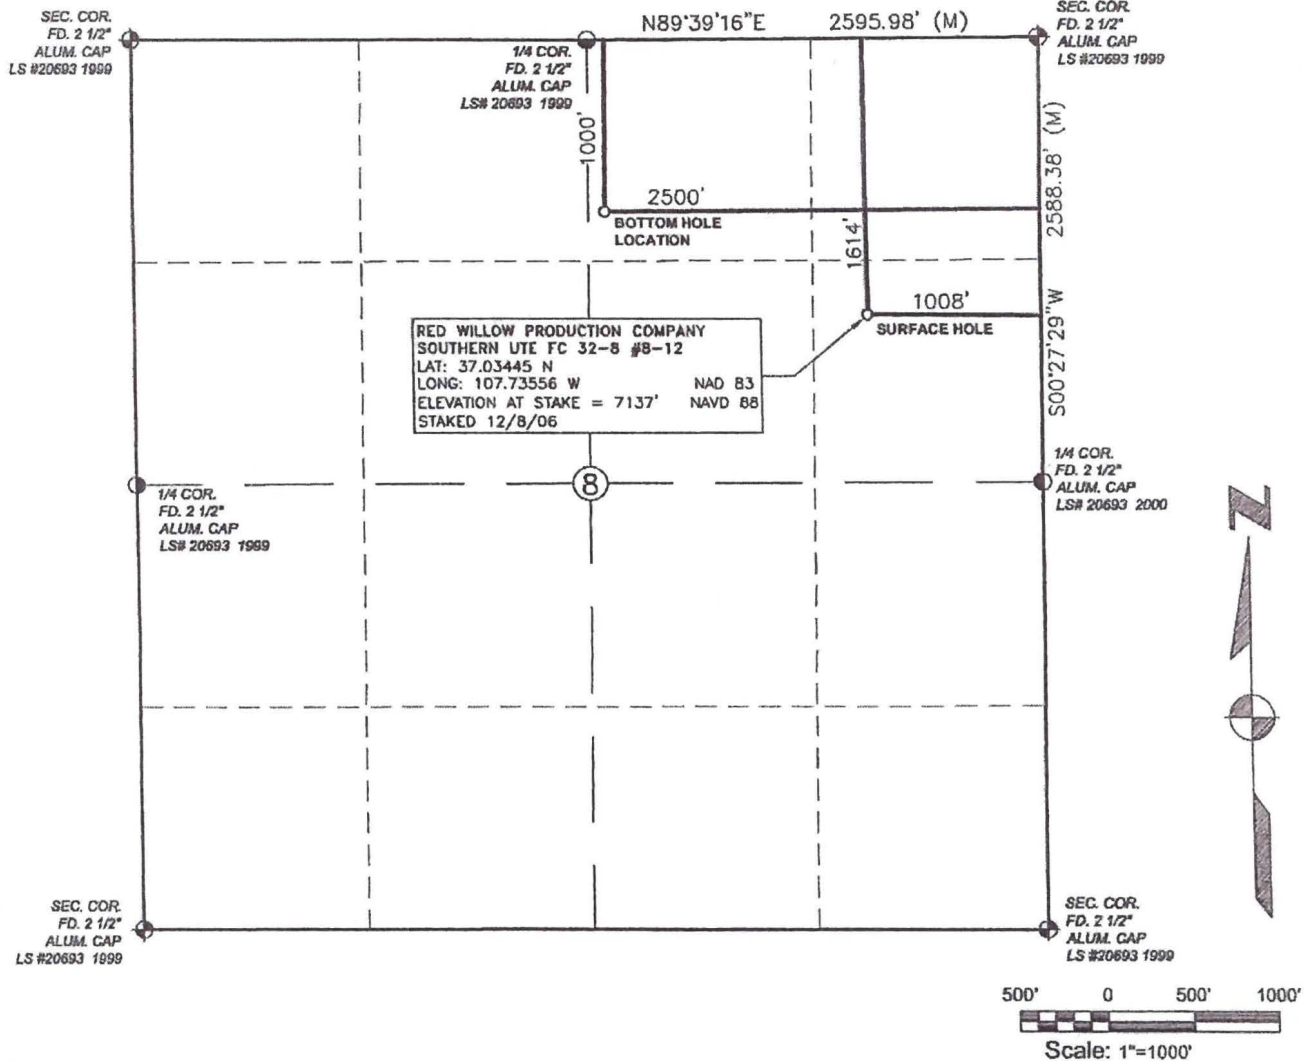 SEC. COR.
FD. 2 1/2"
ALUM. CAP
LS #20693 1999
N89°39'16"E 2595.98' (M)
SEC. COR.
FD. 2 1/2"
ALUM. CAP
LS #20693 1999
1/4 COR.
FD. 2 1/2"
ALUM. CAP
LS# 20693 1999
1000'
2588.38' (M)
2500'
BOTTOM HOLE
LOCATION
1614'
1008'
SURFACE HOLE
S00°27'29"W
RED WILLOW PRODUCTION COMPANY
SOUTHERN UTE FC 32-8 #8-12
LAT: 37.03445 N
LONG: 107.73556 W NAD 83
ELEVATION AT STAKE = 7137' NAVD 88
STAKED 12/8/06
1/4 COR.
FD. 2 1/2"
ALUM. CAP
LS# 20693 1999
8
1/4 COR.
FD. 2 1/2"
ALUM. CAP
LS# 20693 2000
N
SEC. COR.
FD. 2 1/2"
ALUM. CAP
LS #20693 1999
SEC. COR.
FD. 2 1/2"
ALUM. CAP
LS #20693 1999
500' 0 500' 1000'
Scale: 1"=1000'